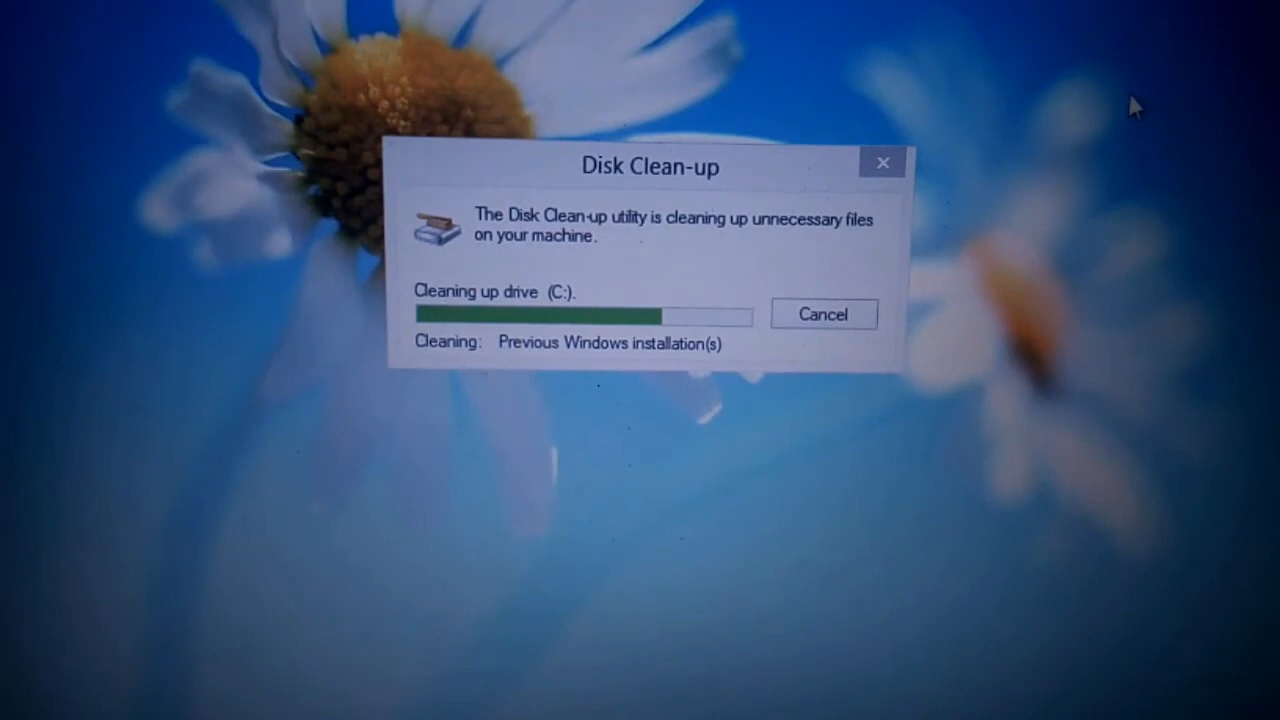 Disk Clean-up
The Disk Clean-up utility is cleaning up unnecessary files
on your machine.
Cleaning up drive (C:).
Cancel
Cleaning: Previous Windows installation(s)